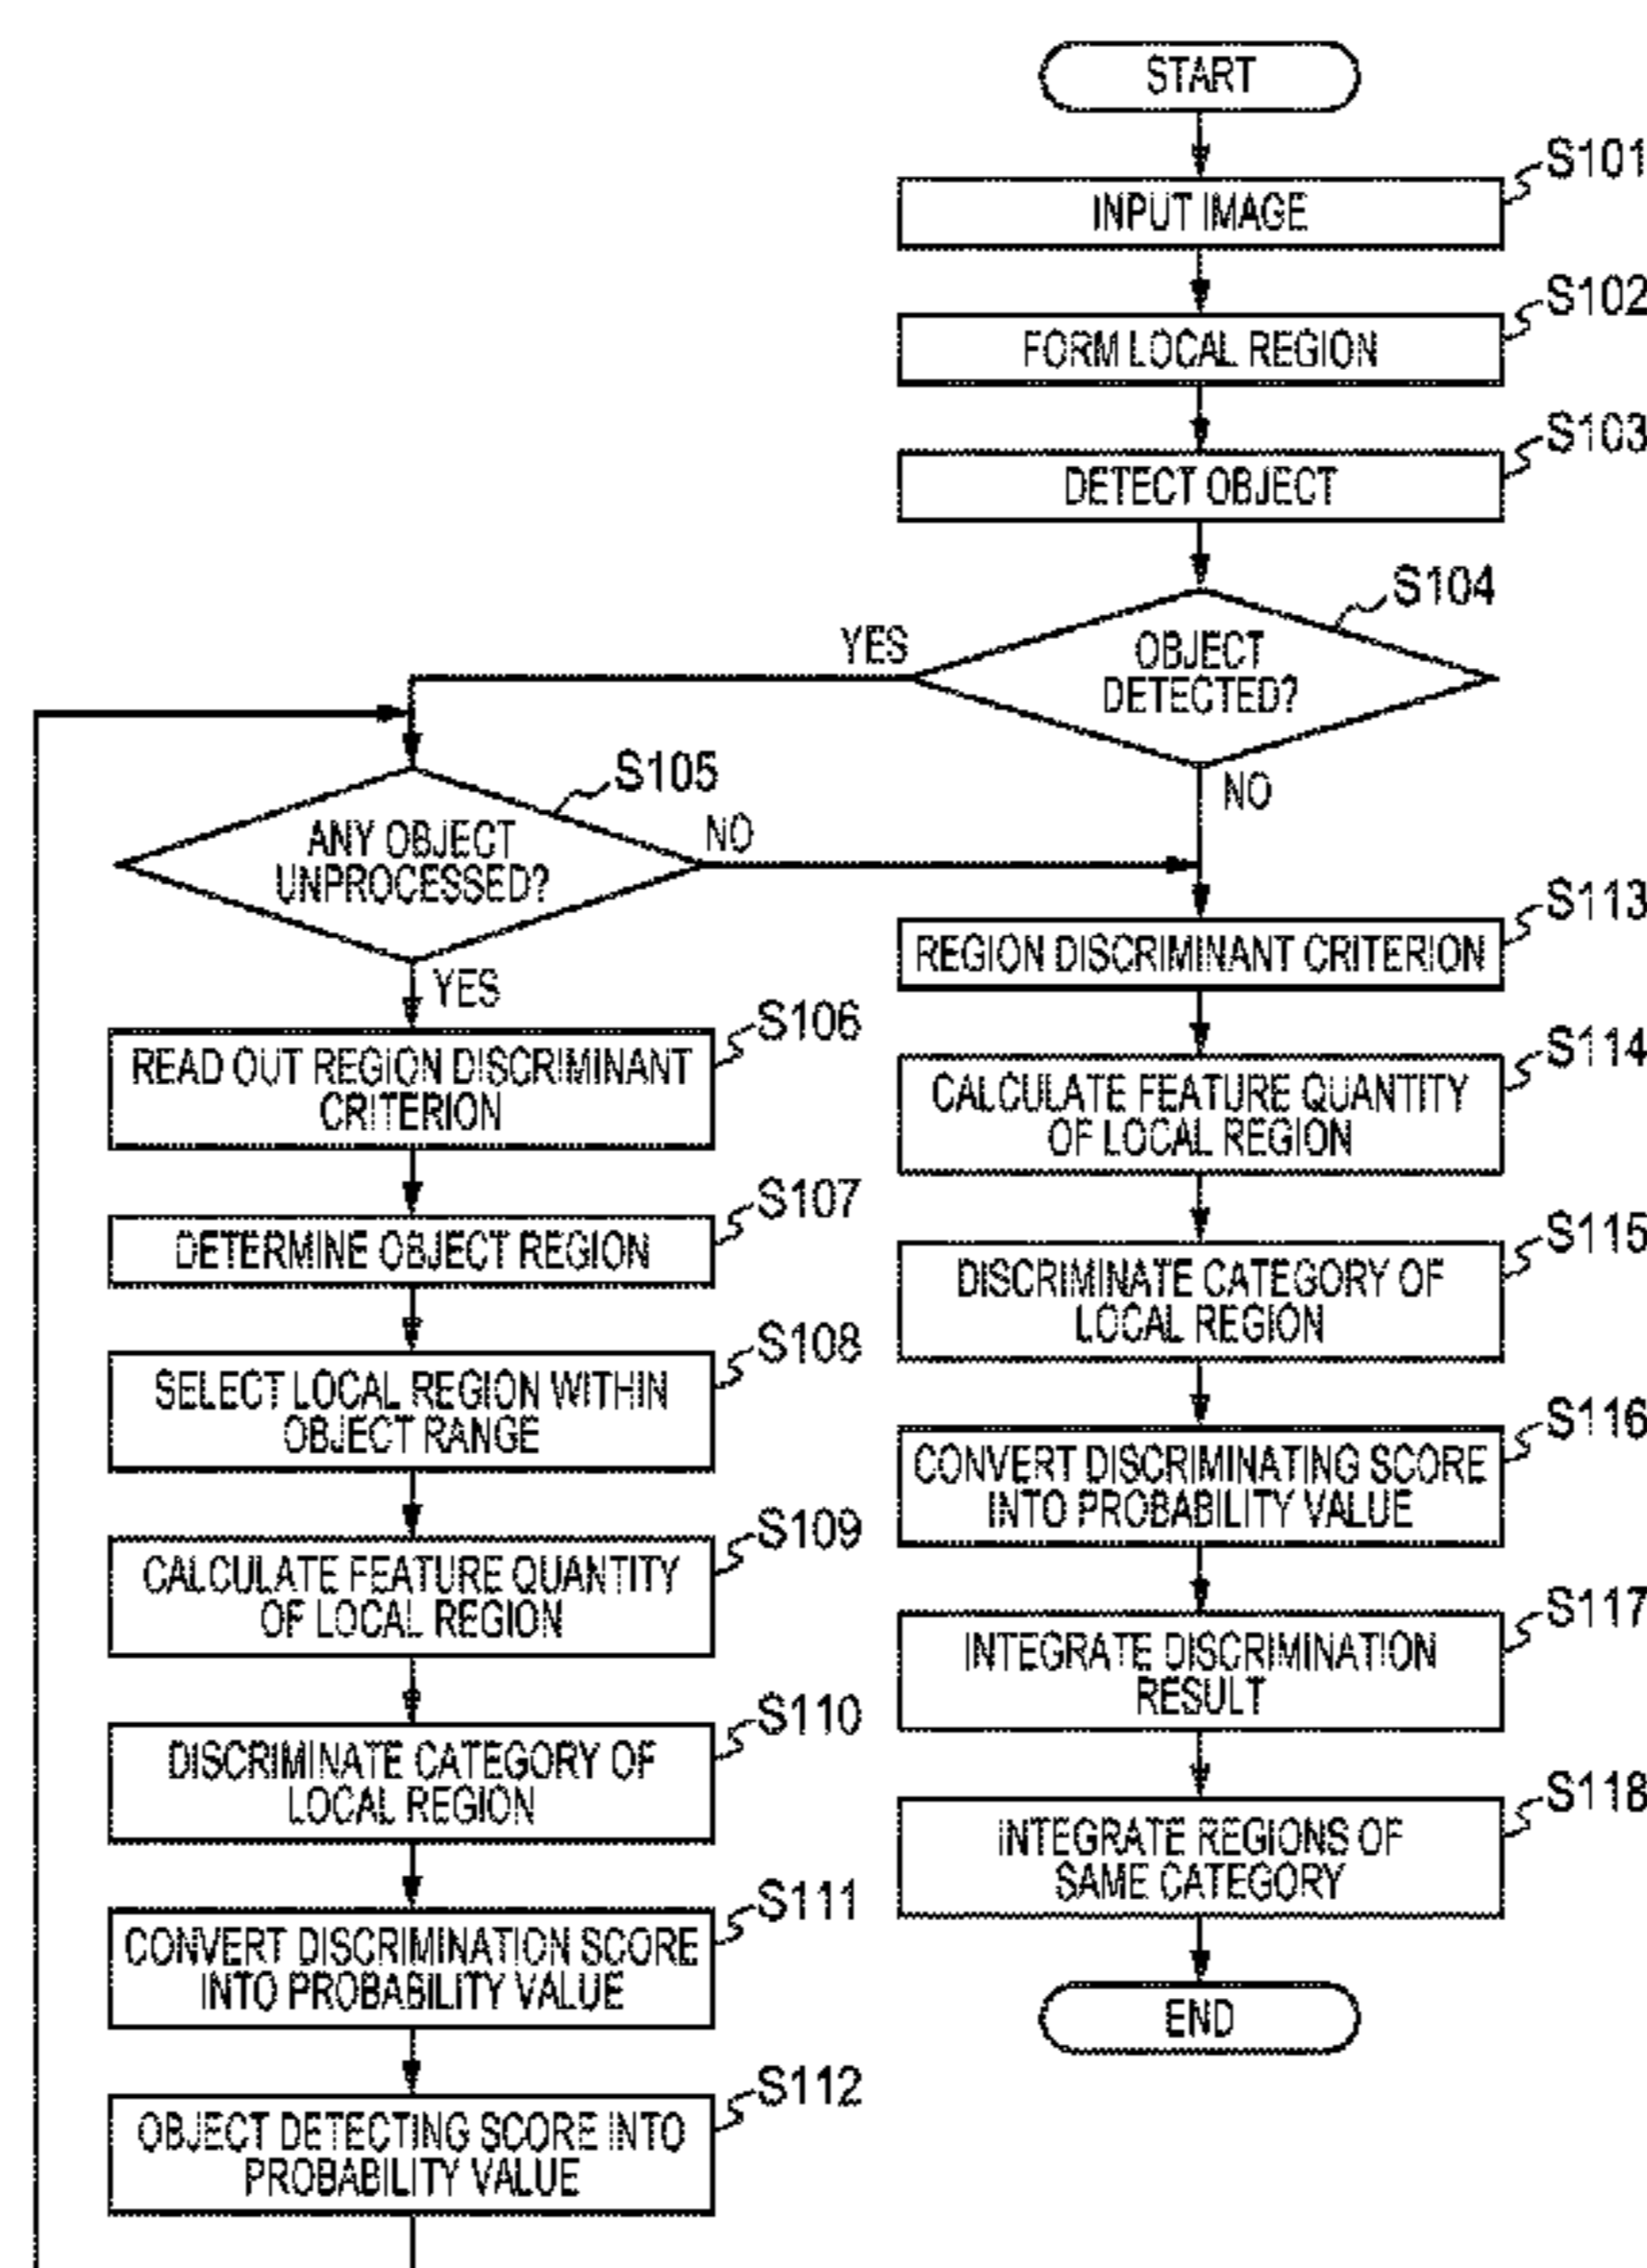 START
S101
INPUT IMAGE
S102
FORM LOCAL REGION
S103
DETECT OBJECT
S104
OBJECT
DETECTED?
YES
NO
S105
ANY OBJECT
UNPROCESSED?
NO
YES
S106
READ OUT REGION DISCRIMINANT
CRITERION
S107
DETERMINE OBJECT REGION
S108
SELECT LOCAL REGION WITHIN
OBJECT RANGE
S109
CALCULATE FEATURE QUANTITY
OF LOCAL REGION
S110
DISCRIMINATE CATEGORY OF
LOCAL REGION
S111
CONVERT DISCRIMINATION SCORE
INTO PROBABILITY VALUE
S112
OBJECT DETECTING SCORE INTO
PROBABILITY VALUE
S113
REGION DISCRIMINANT CRITERION
S114
CALCULATE FEATURE QUANTITY
OF LOCAL REGION
S115
DISCRIMINATE CATEGORY OF
LOCAL REGION
S116
CONVERT DISCRIMINATING SCORE
INTO PROBABILITY VALUE
S117
INTEGRATE DISCRIMINATION
RESULT
S118
INTEGRATE REGIONS OF
SAME CATEGORY
END